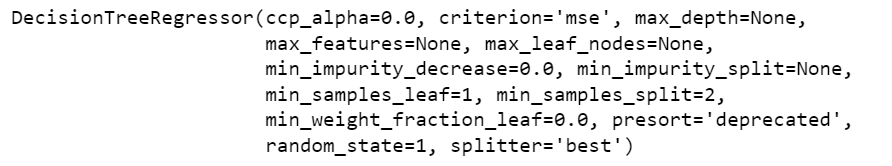 DecisionTreeRegressor(ccp_alpha=0.0, criterion='mse', max_depth=None,
max_features=None, max_leaf_nodes=None,
min_impurity_decrease=0.0, min_impurity_split=None,
min_samples_leaf=1, min_samples_split=2,
min_weight_fraction_leaf=0.0, presort='deprecated',
random_state=1, splitter='best')